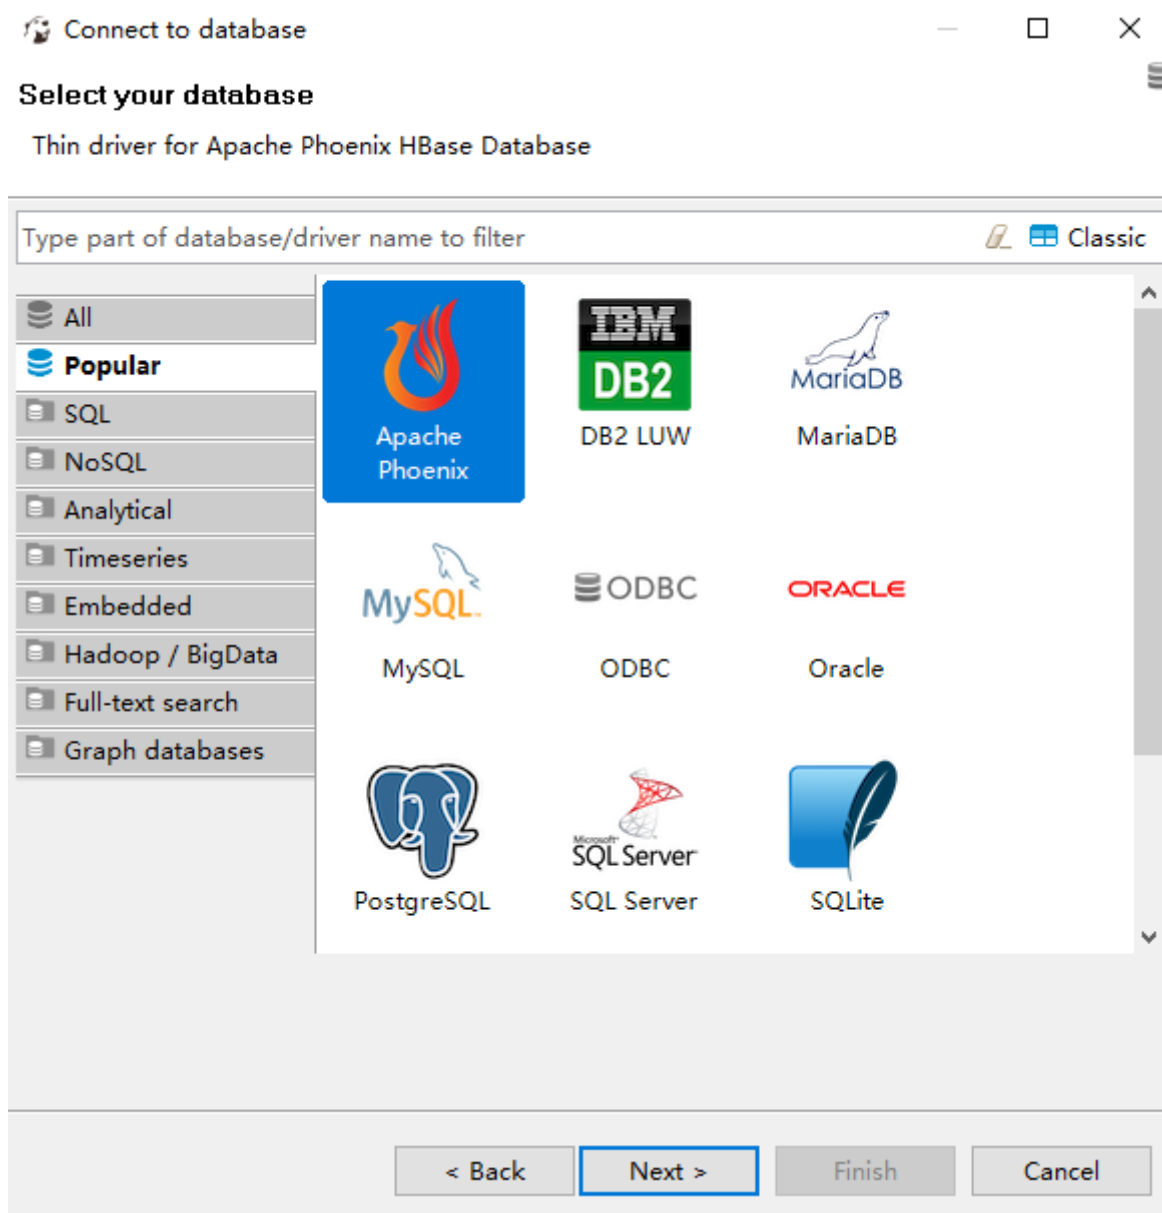 Connect to database
Select your database
Thin driver for Apache Phoenix HBase Database
Type part of database/driver name to filter
Classic
All
Popular
SQL
NoSQL
Analytical
Timeseries
Embedded
Hadoop / BigData
Full-text search
Graph databases
Apache
Phoenix
IBM
DB2
DB2 LUW
MariaDB
MariaDB
MySQL
MySQL
ODBC
ODBC
ORACLE
Oracle
PostgreSQL
Microsoft
SQL Server
SQL Server
SQLite
< Back
Next >
Finish
Cancel